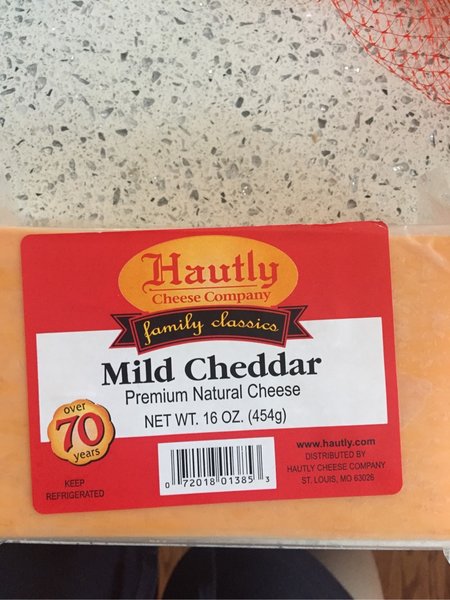 Hautly
Cheese Company
family classics
Mild Cheddar
Premium Natural Cheese
NET WT. 16 OZ. (454g)
over
70
years
KEEP
REFRIGERATED
0 72018 01385 3
www.hautly.com
DISTRIBUTED BY
HAUTLY CHEESE COMPANY
ST. LOUIS, MO 63026